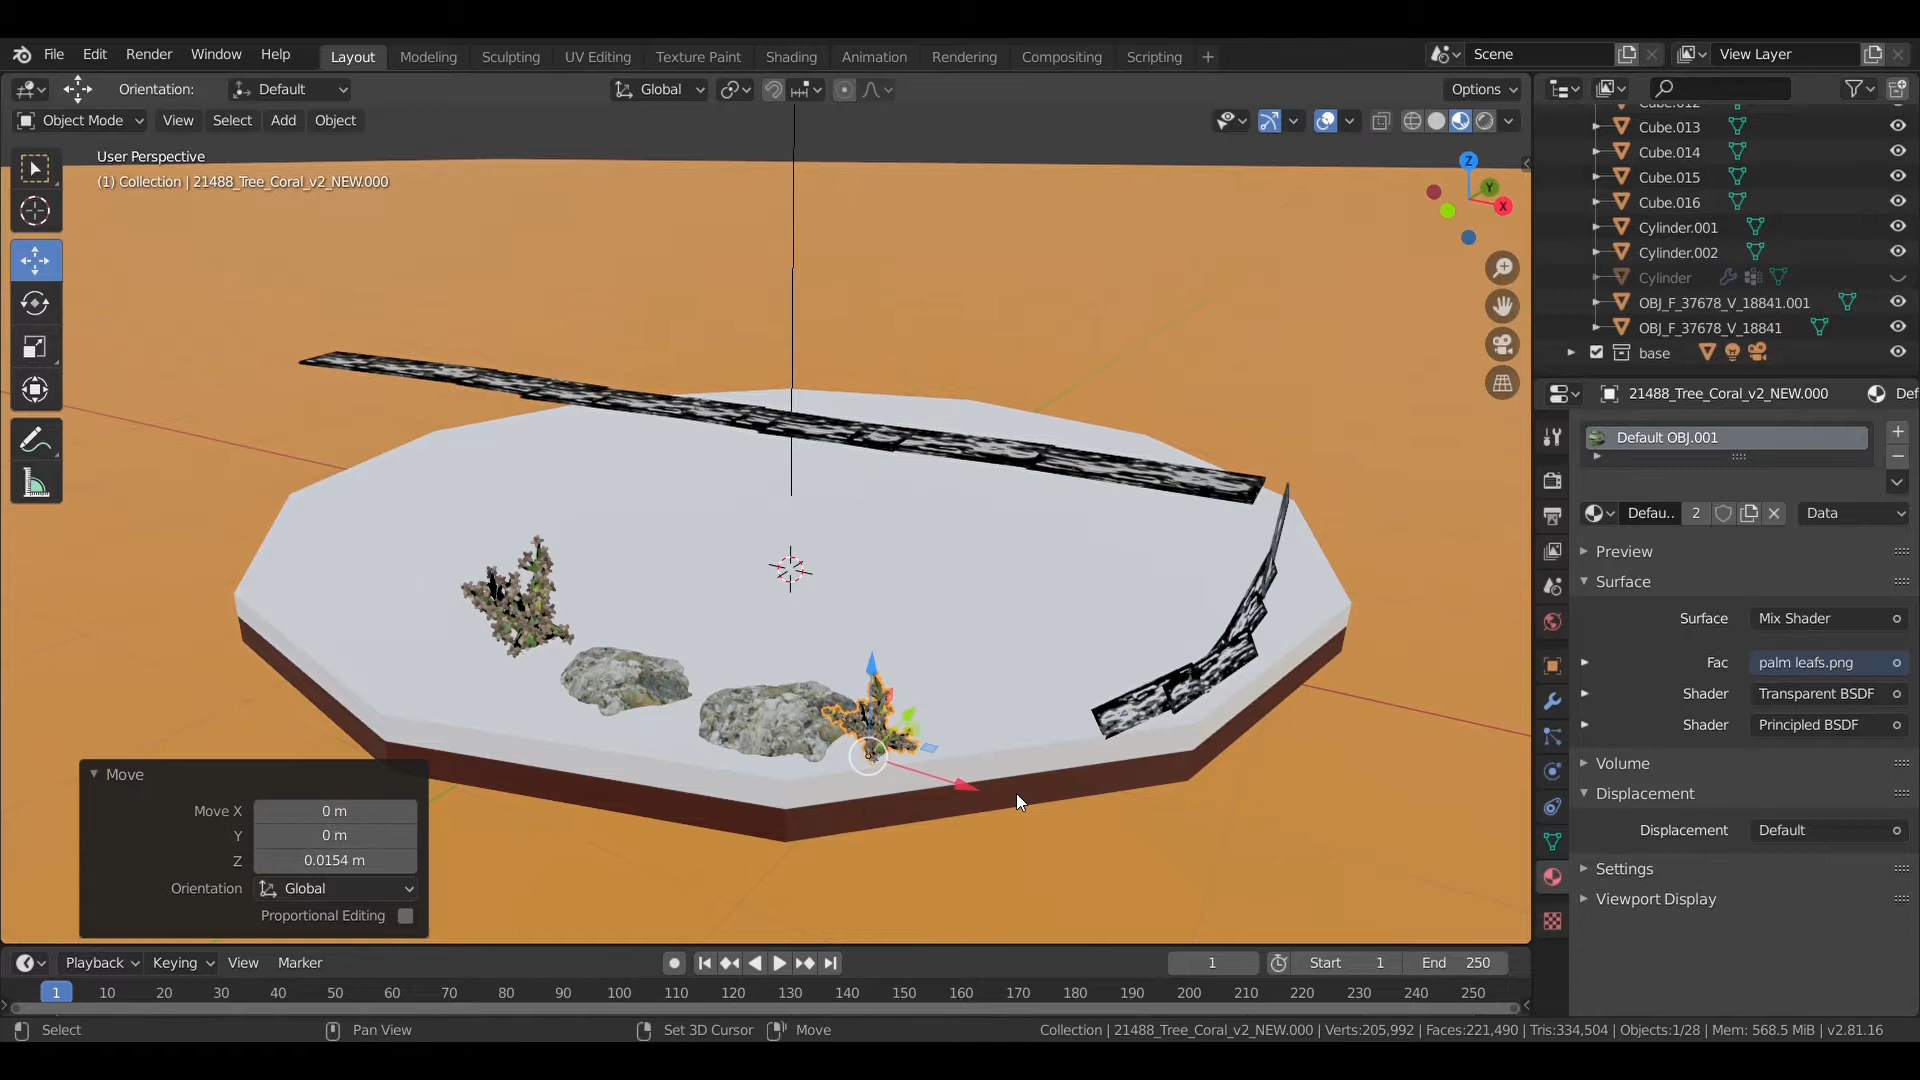 File Edit Render Window Help Layout Modeling Sculpting UV Editing Texture Paint Shading Animation Rendering Compositing Scripting + Scene View Layer
Orientation: Default Global Options
Object Mode View Select Add Object
User Perspective
(1) Collection | 21488_Tree_Coral_v2_NEW.000
Z
Y
X
Cube.012
Cube.013
Cube.014
Cube.015
Cube.016
Cylinder.001
Cylinder.002
Cylinder
OBJ_F_37678_V_18841.001
OBJ_F_37678_V_18841
base
21488_Tree_Coral_v2_NEW.000 Def
Default OBJ.001
Defau.. 2 Data
Preview
Surface
Surface Mix Shader
Fac palm leafs.png
Shader Transparent BSDF
Shader Principled BSDF
Volume
Displacement
Displacement Default
Settings
Viewport Display
Move
Move X 0 m
Y 0 m
Z 0.0154 m
Orientation Global
Proportional Editing
Playback Keying View Marker 1 Start 1 End 250
1 10 20 30 40 50 60 70 80 90 100 110 120 130 140 150 160 170 180 190 200 210 220 230 240 250
Select Pan View Set 3D Cursor Move Collection | 21488_Tree_Coral_v2_NEW.000 | Verts:205,992 | Faces:221,490 | Tris:334,504 | Objects:1/28 | Mem: 568.5 MiB | v2.81.16